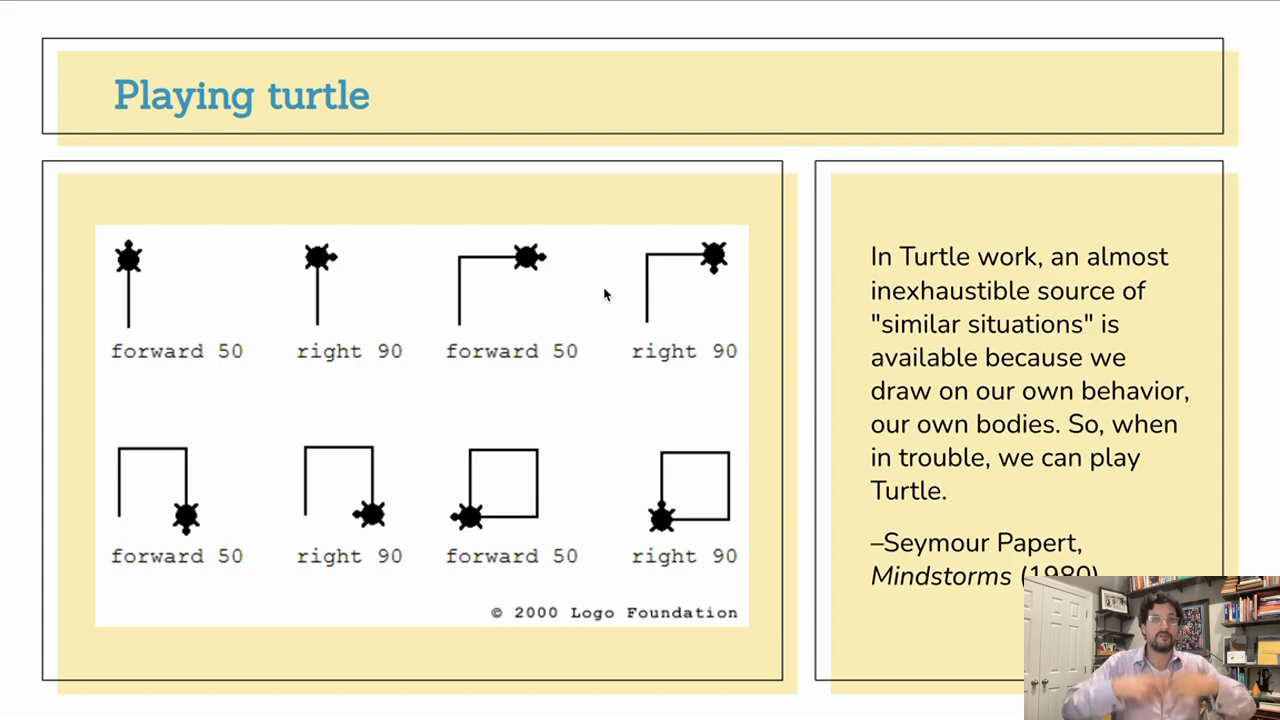 Playing turtle
forward 50 right 90 forward 50 right 90
forward 50 right 90 forward 50 right 90
© 2000 Logo Foundation
In Turtle work, an almost
inexhaustible source of
"similar situations" is
available because we
draw on our own behavior,
our own bodies. So, when
in trouble, we can play
Turtle.
–Seymour Papert,
Mindstorms (1980)